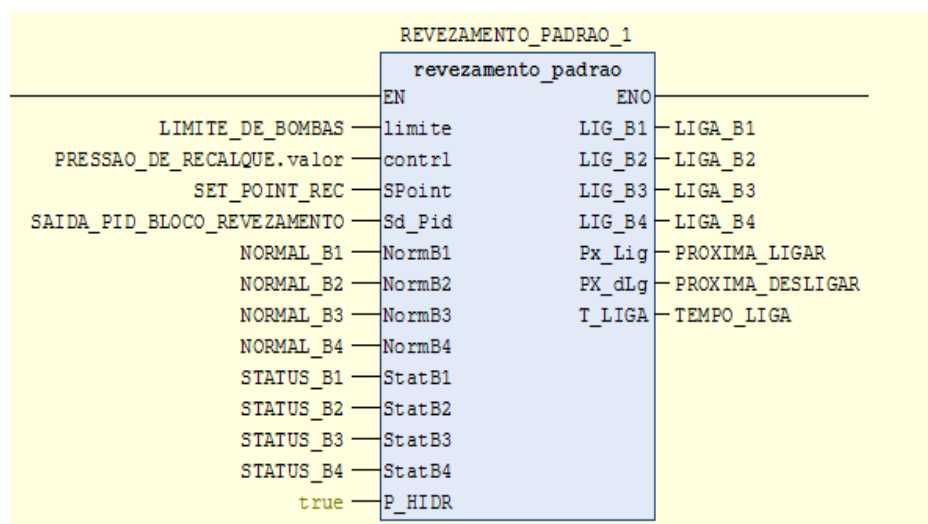 REVEZAMENTO_PADRAO_1
revezamento_padrao
EN ENO
LIMITE_DE_BOMBAS limite LIG_B1 LIGA_B1
PRESSAO_DE_RECALQUE.valor contrl LIG_B2 LIGA_B2
SET_POINT_REC SPoint LIG_B3 LIGA_B3
SAIDA_PID_BLOCO_REVEZAMENTO Sd_Pid LIG_B4 LIGA_B4
NORMAL_B1 NormB1 Px_Lig PROXIMA_LIGAR
NORMAL_B2 NormB2 PX_dLg PROXIMA_DESLIGAR
NORMAL_B3 NormB3 T_LIGA TEMPO_LIGA
NORMAL_B4 NormB4
STATUS_B1 StatB1
STATUS_B2 StatB2
STATUS_B3 StatB3
STATUS_B4 StatB4
true P_HIDR